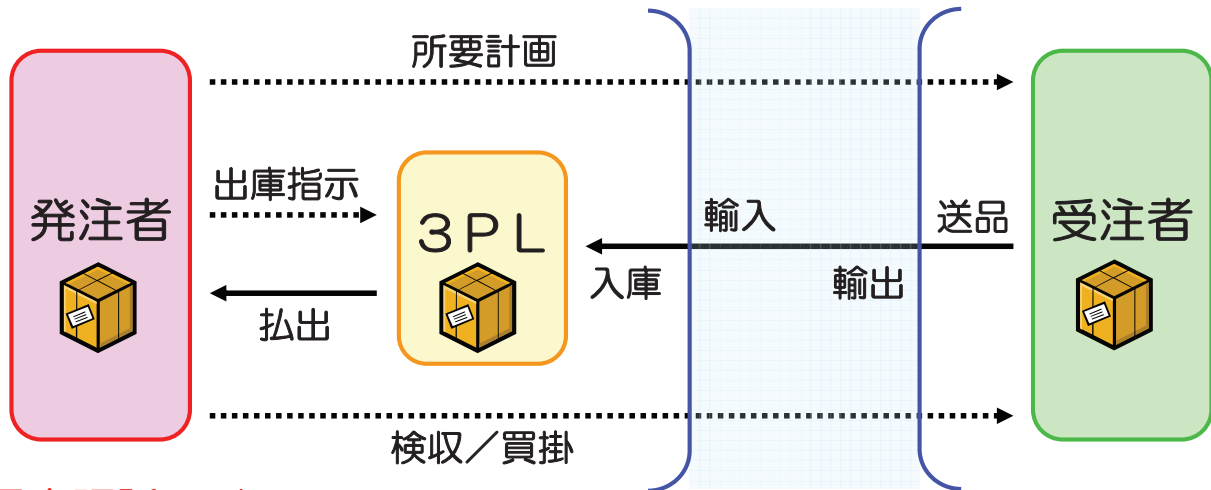 所要計画
出庫指示
発注者
３ＰＬ
輸入
送品
受注者
入庫
輸出
払出
検収／買掛